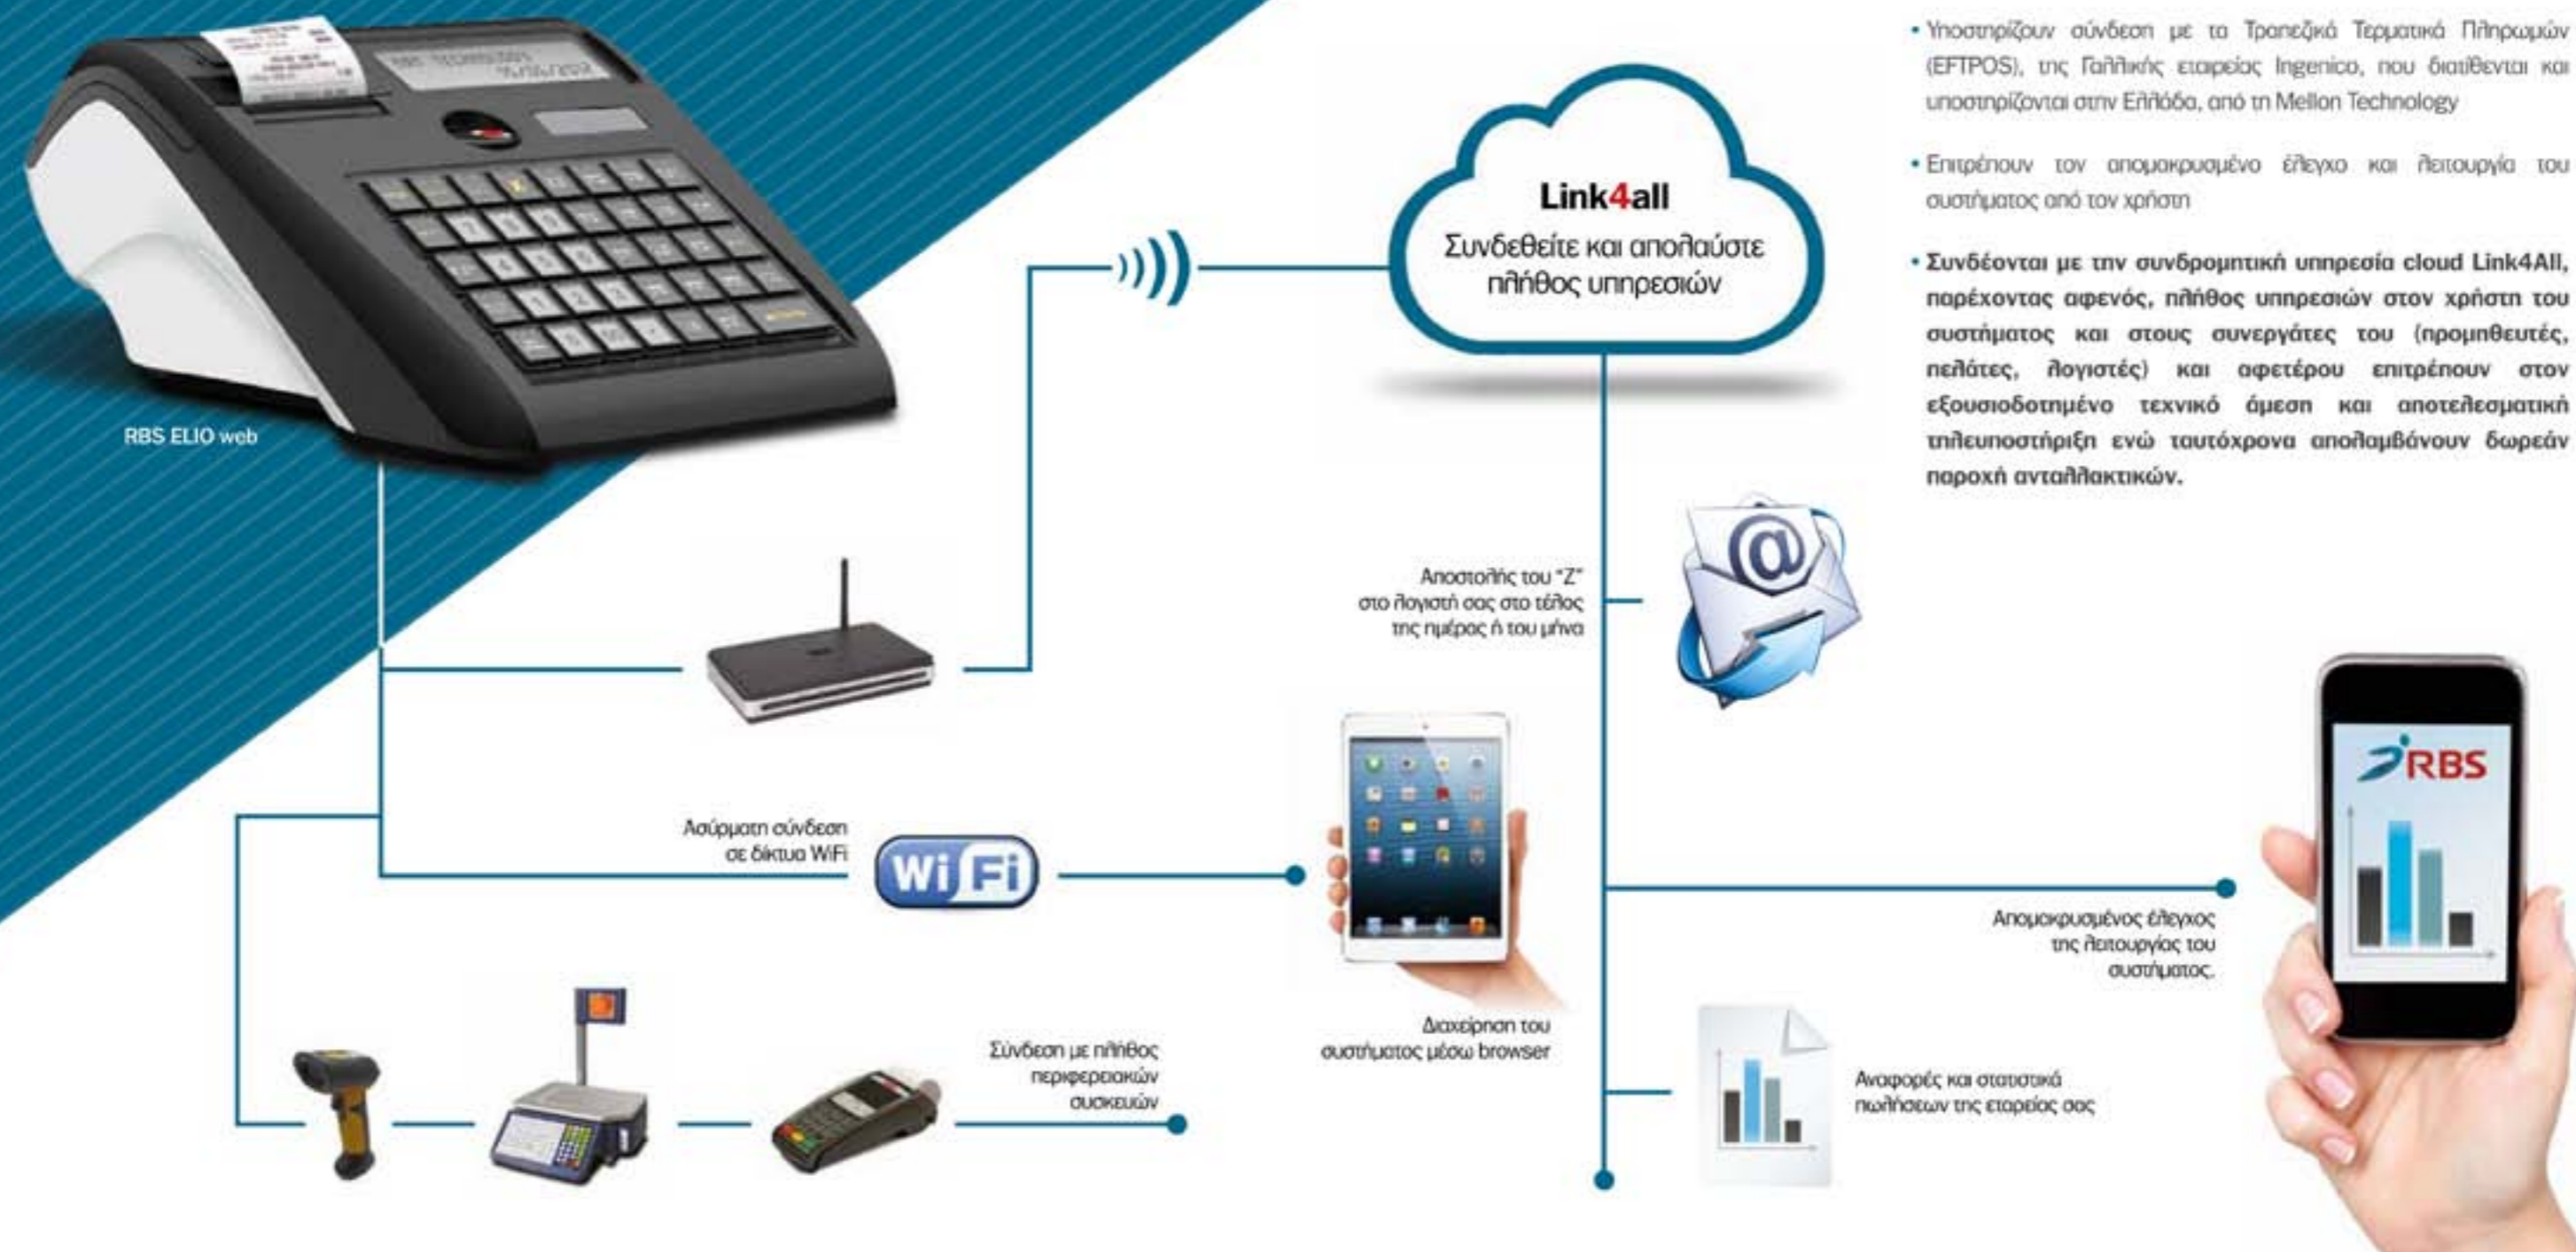 RBS ELIO web
Link4all
Συνδεθείτε και απολαύστε
πλήθος υπηρεσιών
• Υποστηρίζουν σύνδεση με τα Τραπεζικά Τερματικά Πληρωμών
(EFTPOS), της Γαλλικής εταιρείας Ingenico, που διατίθενται και
υποστηρίζονται στην Ελλάδα, από τη Mellon Technology
• Επιτρέπουν τον απομακρυσμένο έλεγχο και λειτουργία του
συστήματος από τον χρήστη
• Συνδέονται με την συνδρομητική υπηρεσία cloud Link4All,
παρέχοντας αφενός, πλήθος υπηρεσιών στον χρήστη του
συστήματος και στους συνεργάτες του (προμηθευτές,
πελάτες, λογιστές) και αφετέρου επιτρέπουν στον
εξουσιοδοτημένο τεχνικό άμεση και αποτελεσματική
τηλευποστήριξη ενώ ταυτόχρονα απολαμβάνουν δωρεάν
παροχή ανταλλακτικών.
Αποστολής του "Ζ"
στο λογιστή σας στο τέλος
της ημέρας ή του μήνα
Ασύρματη σύνδεση
σε δίκτυα WiFi
Wi Fi
RBS
Απομακρυσμένος έλεγχος
της λειτουργίας του
συστήματος.
Διαχείρηση του
συστήματος μέσω browser
Σύνδεση με πλήθος
περιφερειακών
συσκευών
Αναφορές και στατιστικά
πωλήσεων της εταρείας σας